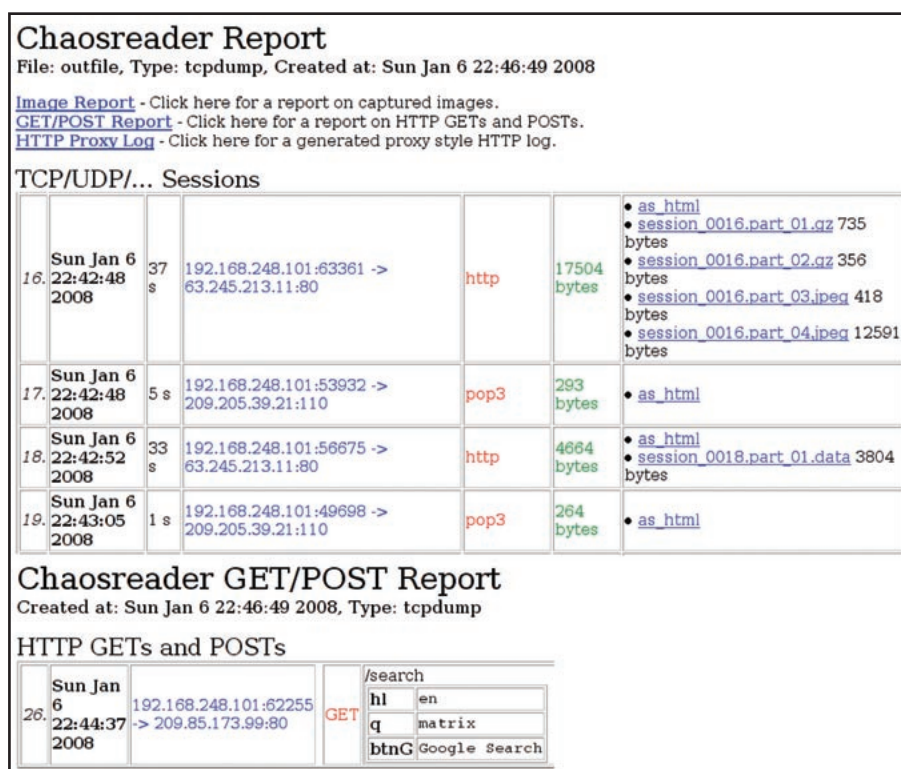 Chaosreader Report
File: outfile, Type: tcpdump, Created at: Sun Jan 6 22:46:49 2008
Image Report - Click here for a report on captured images.
GET/POST Report - Click here for a report on HTTP GETs and POSTs.
HTTP Proxy Log - Click here for a generated proxy style HTTP log.
TCP/UDP/... Sessions
16.
Sun Jan 6
22:42:48
2008
37
s
192.168.248.101:63361 ->
63.245.213.11:80
http
17504
bytes
• as_html
• session_0016.part_01.gz 735
bytes
• session_0016.part_02.gz 356
bytes
• session_0016.part_03.jpeg 418
bytes
• session_0016.part_04.jpeg 12591
bytes
17.
Sun Jan 6
22:42:48
2008
5 s
192.168.248.101:53932 ->
209.205.39.21:110
pop3
293
bytes
• as_html
18.
Sun Jan 6
22:42:52
2008
33
s
192.168.248.101:56675 ->
63.245.213.11:80
http
4664
bytes
• as_html
• session_0018.part_01.data 3804
bytes
19.
Sun Jan 6
22:43:05
2008
1 s
192.168.248.101:49698 ->
209.205.39.21:110
pop3
264
bytes
• as_html
Chaosreader GET/POST Report
Created at: Sun Jan 6 22:46:49 2008, Type: tcpdump
HTTP GETs and POSTs
26.
Sun Jan
6
22:44:37
2008
192.168.248.101:62255
-> 209.85.173.99:80
GET
/search
hl en
q matrix
btnG Google Search